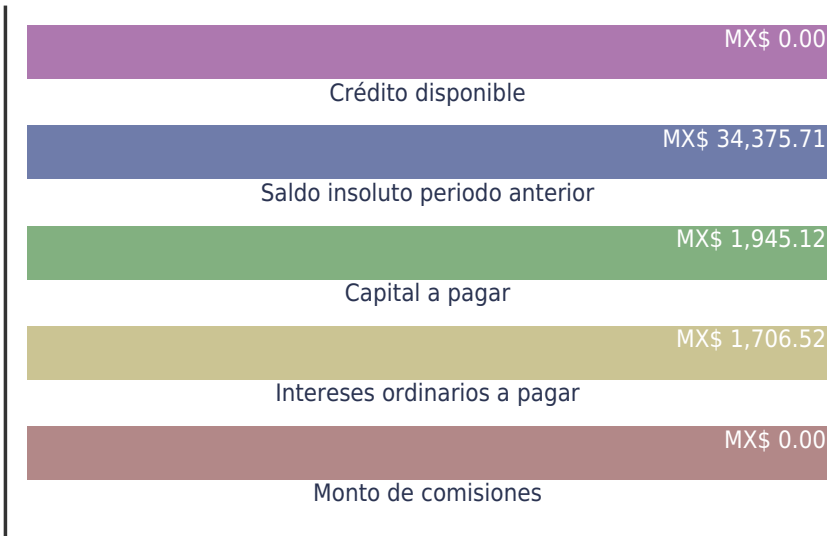 MX$ 0.00
Crédito disponible
MX$ 34,375.71
Saldo insoluto periodo anterior
MX$ 1,945.12
Capital a pagar
MX$ 1,706.52
Intereses ordinarios a pagar
MX$ 0.00
Monto de comisiones